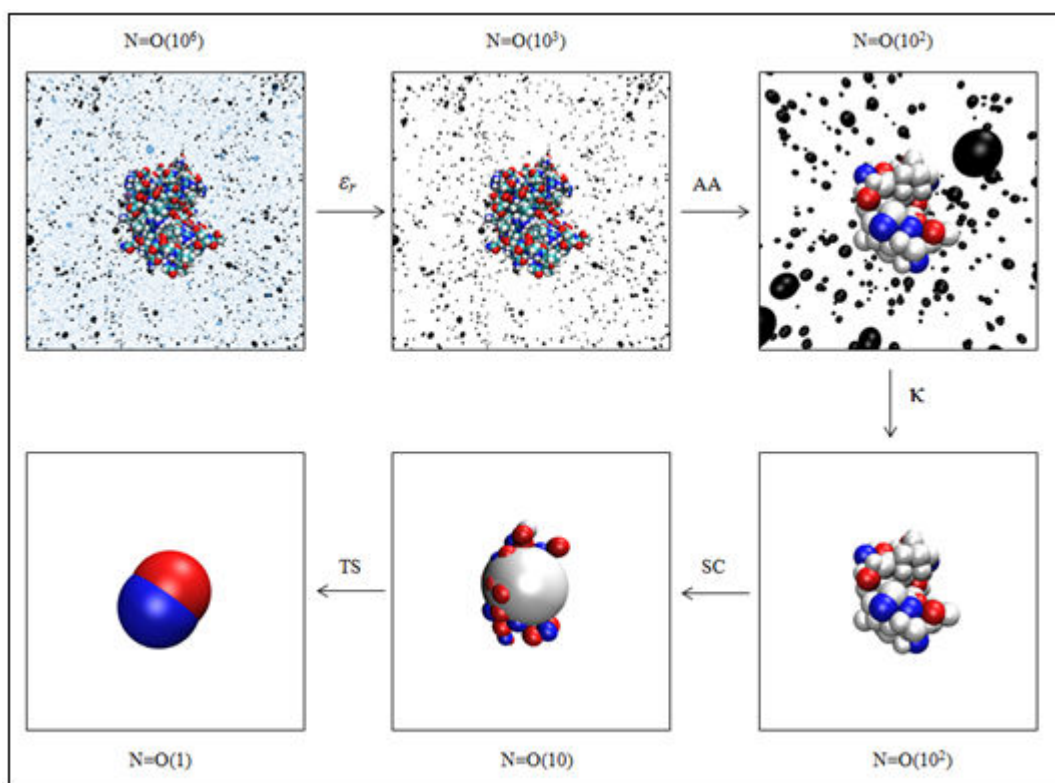 N=O(10⁶)
N=O(10³)
N=O(10²)
εᵣ
AA
κ
TS
SC
N=O(1)
N=O(10)
N=O(10²)